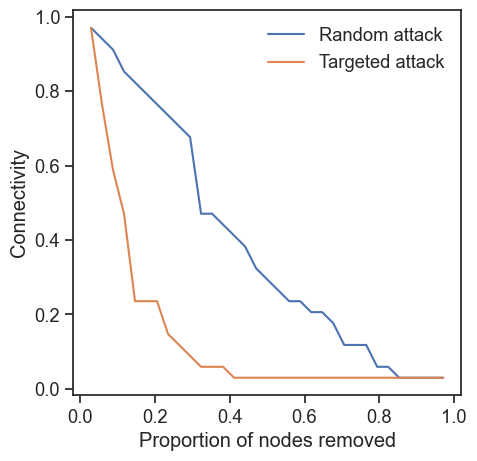 Random attack
Targeted attack
1.0
0.8
0.6
0.4
0.2
0.0
Connectivity
0.0 0.2 0.4 0.6 0.8 1.0
Proportion of nodes removed